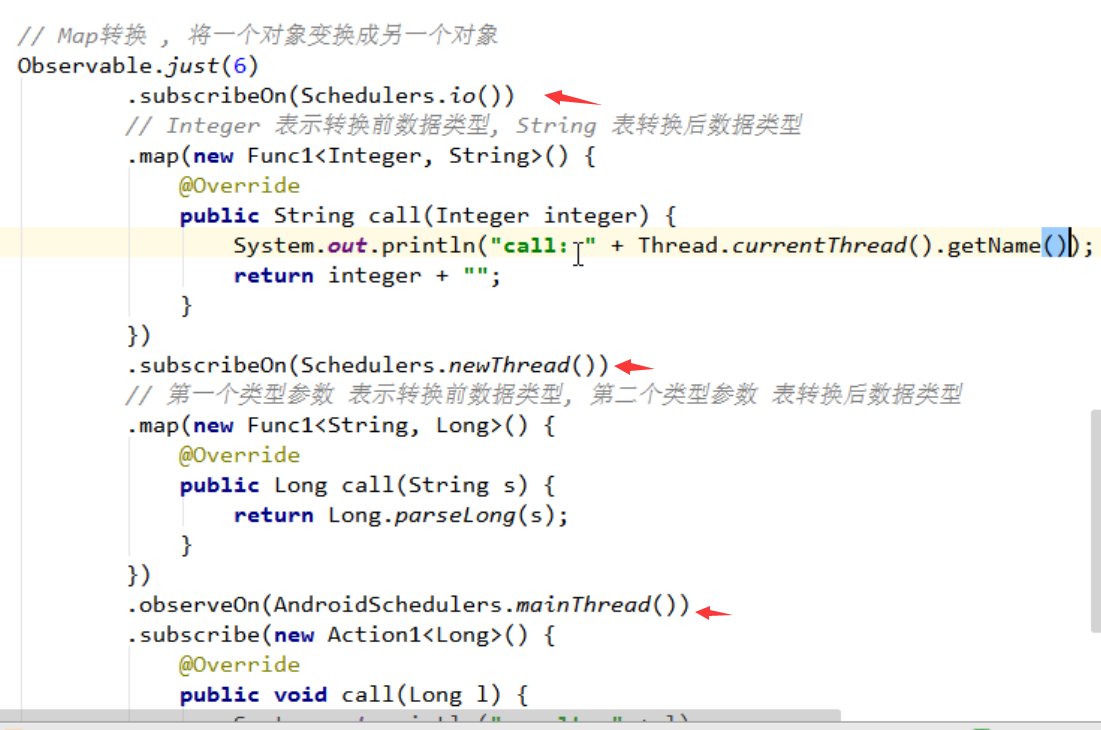 // Map转换 , 将一个对象变换成另一个对象
Observable.just(6)
.subscribeOn(Schedulers.io())
// Integer 表示转换前数据类型, String 表转换后数据类型
.map(new Func1<Integer, String>() {
@Override
public String call(Integer integer) {
System.out.println("call: " + Thread.currentThread().getName());
return integer + "";
}
})
.subscribeOn(Schedulers.newThread())
// 第一个类型参数 表示转换前数据类型, 第二个类型参数 表转换后数据类型
.map(new Func1<String, Long>() {
@Override
public Long call(String s) {
return Long.parseLong(s);
}
})
.observeOn(AndroidSchedulers.mainThread())
.subscribe(new Action1<Long>() {
@Override
public void call(Long l) {